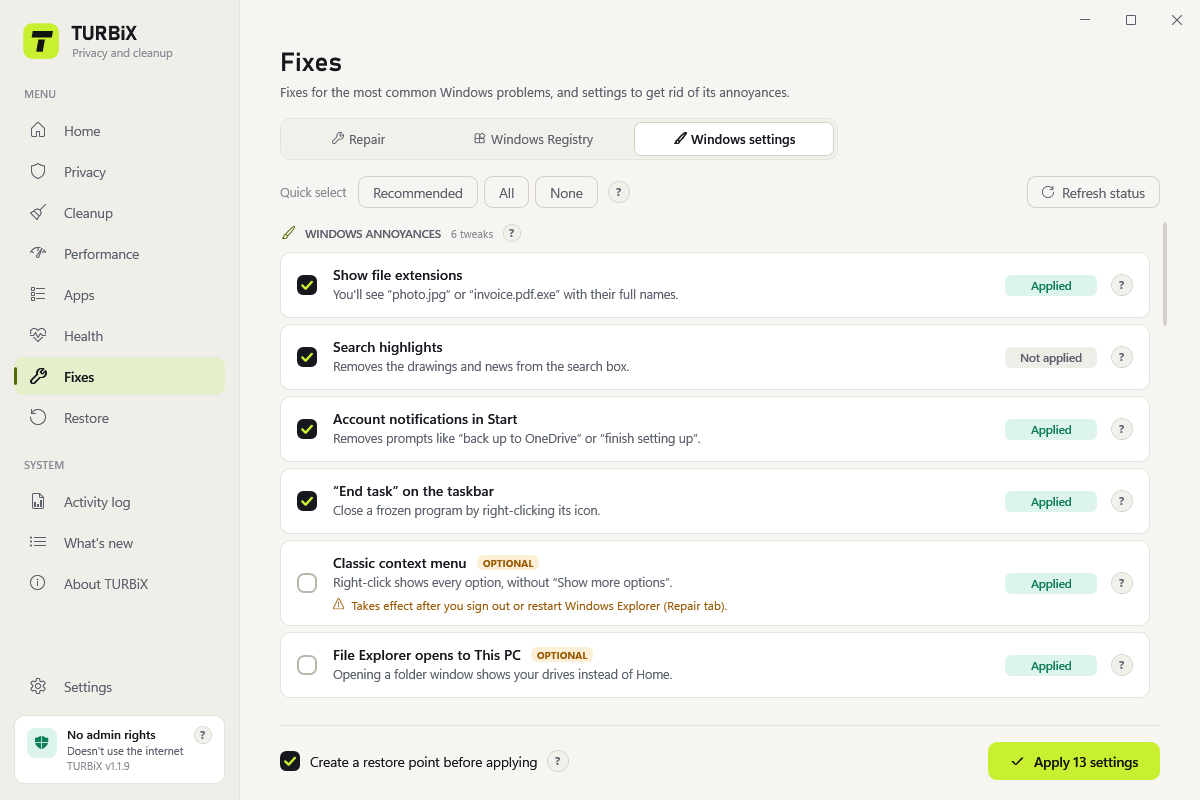 TURBiX
Privacy and cleanup
MENU
Home
Privacy
Cleanup
Performance
Apps
Health
Fixes
Restore
SYSTEM
Activity log
What's new
About TURBiX
Settings
No admin rights
?
Doesn't use the internet
TURBiX v1.1.9
Fixes
Fixes for the most common Windows problems, and settings to get rid of its annoyances.
Repair
Windows Registry
Windows settings
Quick select
Recommended
All
None
?
Refresh status
WINDOWS ANNOYANCES 6 tweaks ?
Show file extensions
You'll see “photo.jpg” or “invoice.pdf.exe” with their full names.
Applied
?
Search highlights
Removes the drawings and news from the search box.
Not applied
?
Account notifications in Start
Removes prompts like “back up to OneDrive” or “finish setting up”.
Applied
?
“End task” on the taskbar
Close a frozen program by right-clicking its icon.
Applied
?
Classic context menu OPTIONAL
Right-click shows every option, without “Show more options”.
Takes effect after you sign out or restart Windows Explorer (Repair tab).
Applied
?
File Explorer opens to This PC OPTIONAL
Opening a folder window shows your drives instead of Home.
Applied
?
Create a restore point before applying ?
Apply 13 settings